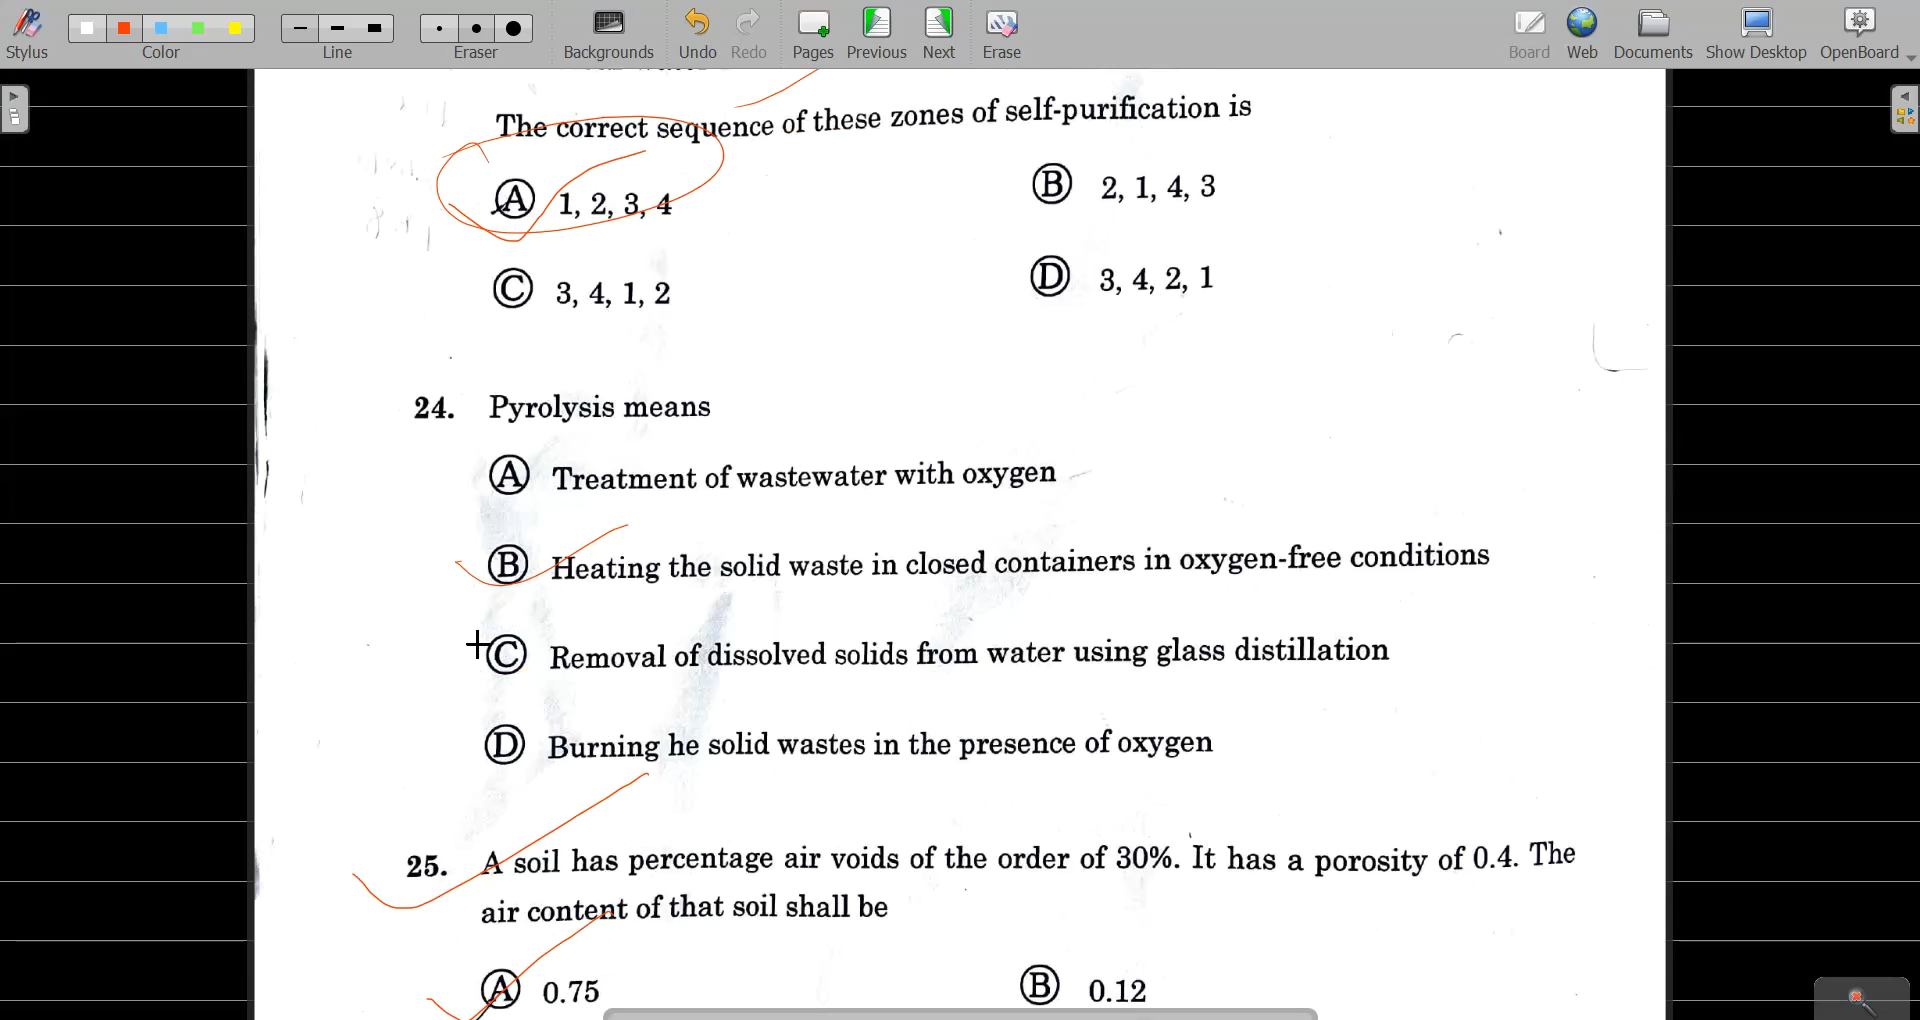 Stylus
Color
Line
Eraser
Backgrounds
Undo
Redo
Pages
Previous
Next
Erase
Board
Web
Documents
Show Desktop
OpenBoard
The correct sequence of these zones of self-purification is
A 1, 2, 3, 4
B 2, 1, 4, 3
C 3, 4, 1, 2
D 3, 4, 2, 1
24. Pyrolysis means
A Treatment of wastewater with oxygen
B Heating the solid waste in closed containers in oxygen-free conditions
C Removal of dissolved solids from water using glass distillation
D Burning he solid wastes in the presence of oxygen
25. A soil has percentage air voids of the order of 30%. It has a porosity of 0.4. The
air content of that soil shall be
A 0.75
B 0.12